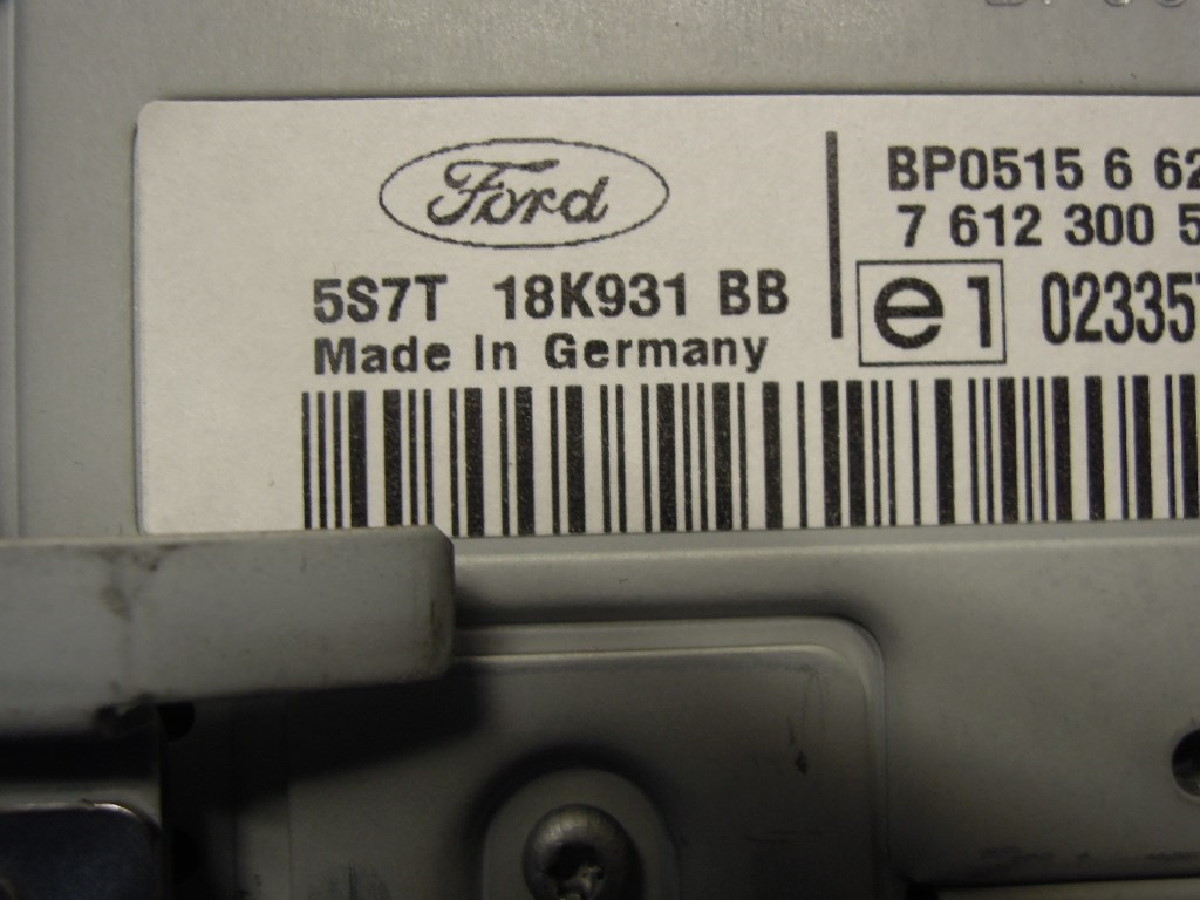 Ford
5S7T 18K931 BB
Made In Germany
BP0515 6 62
7 612 300 5
e1 02335